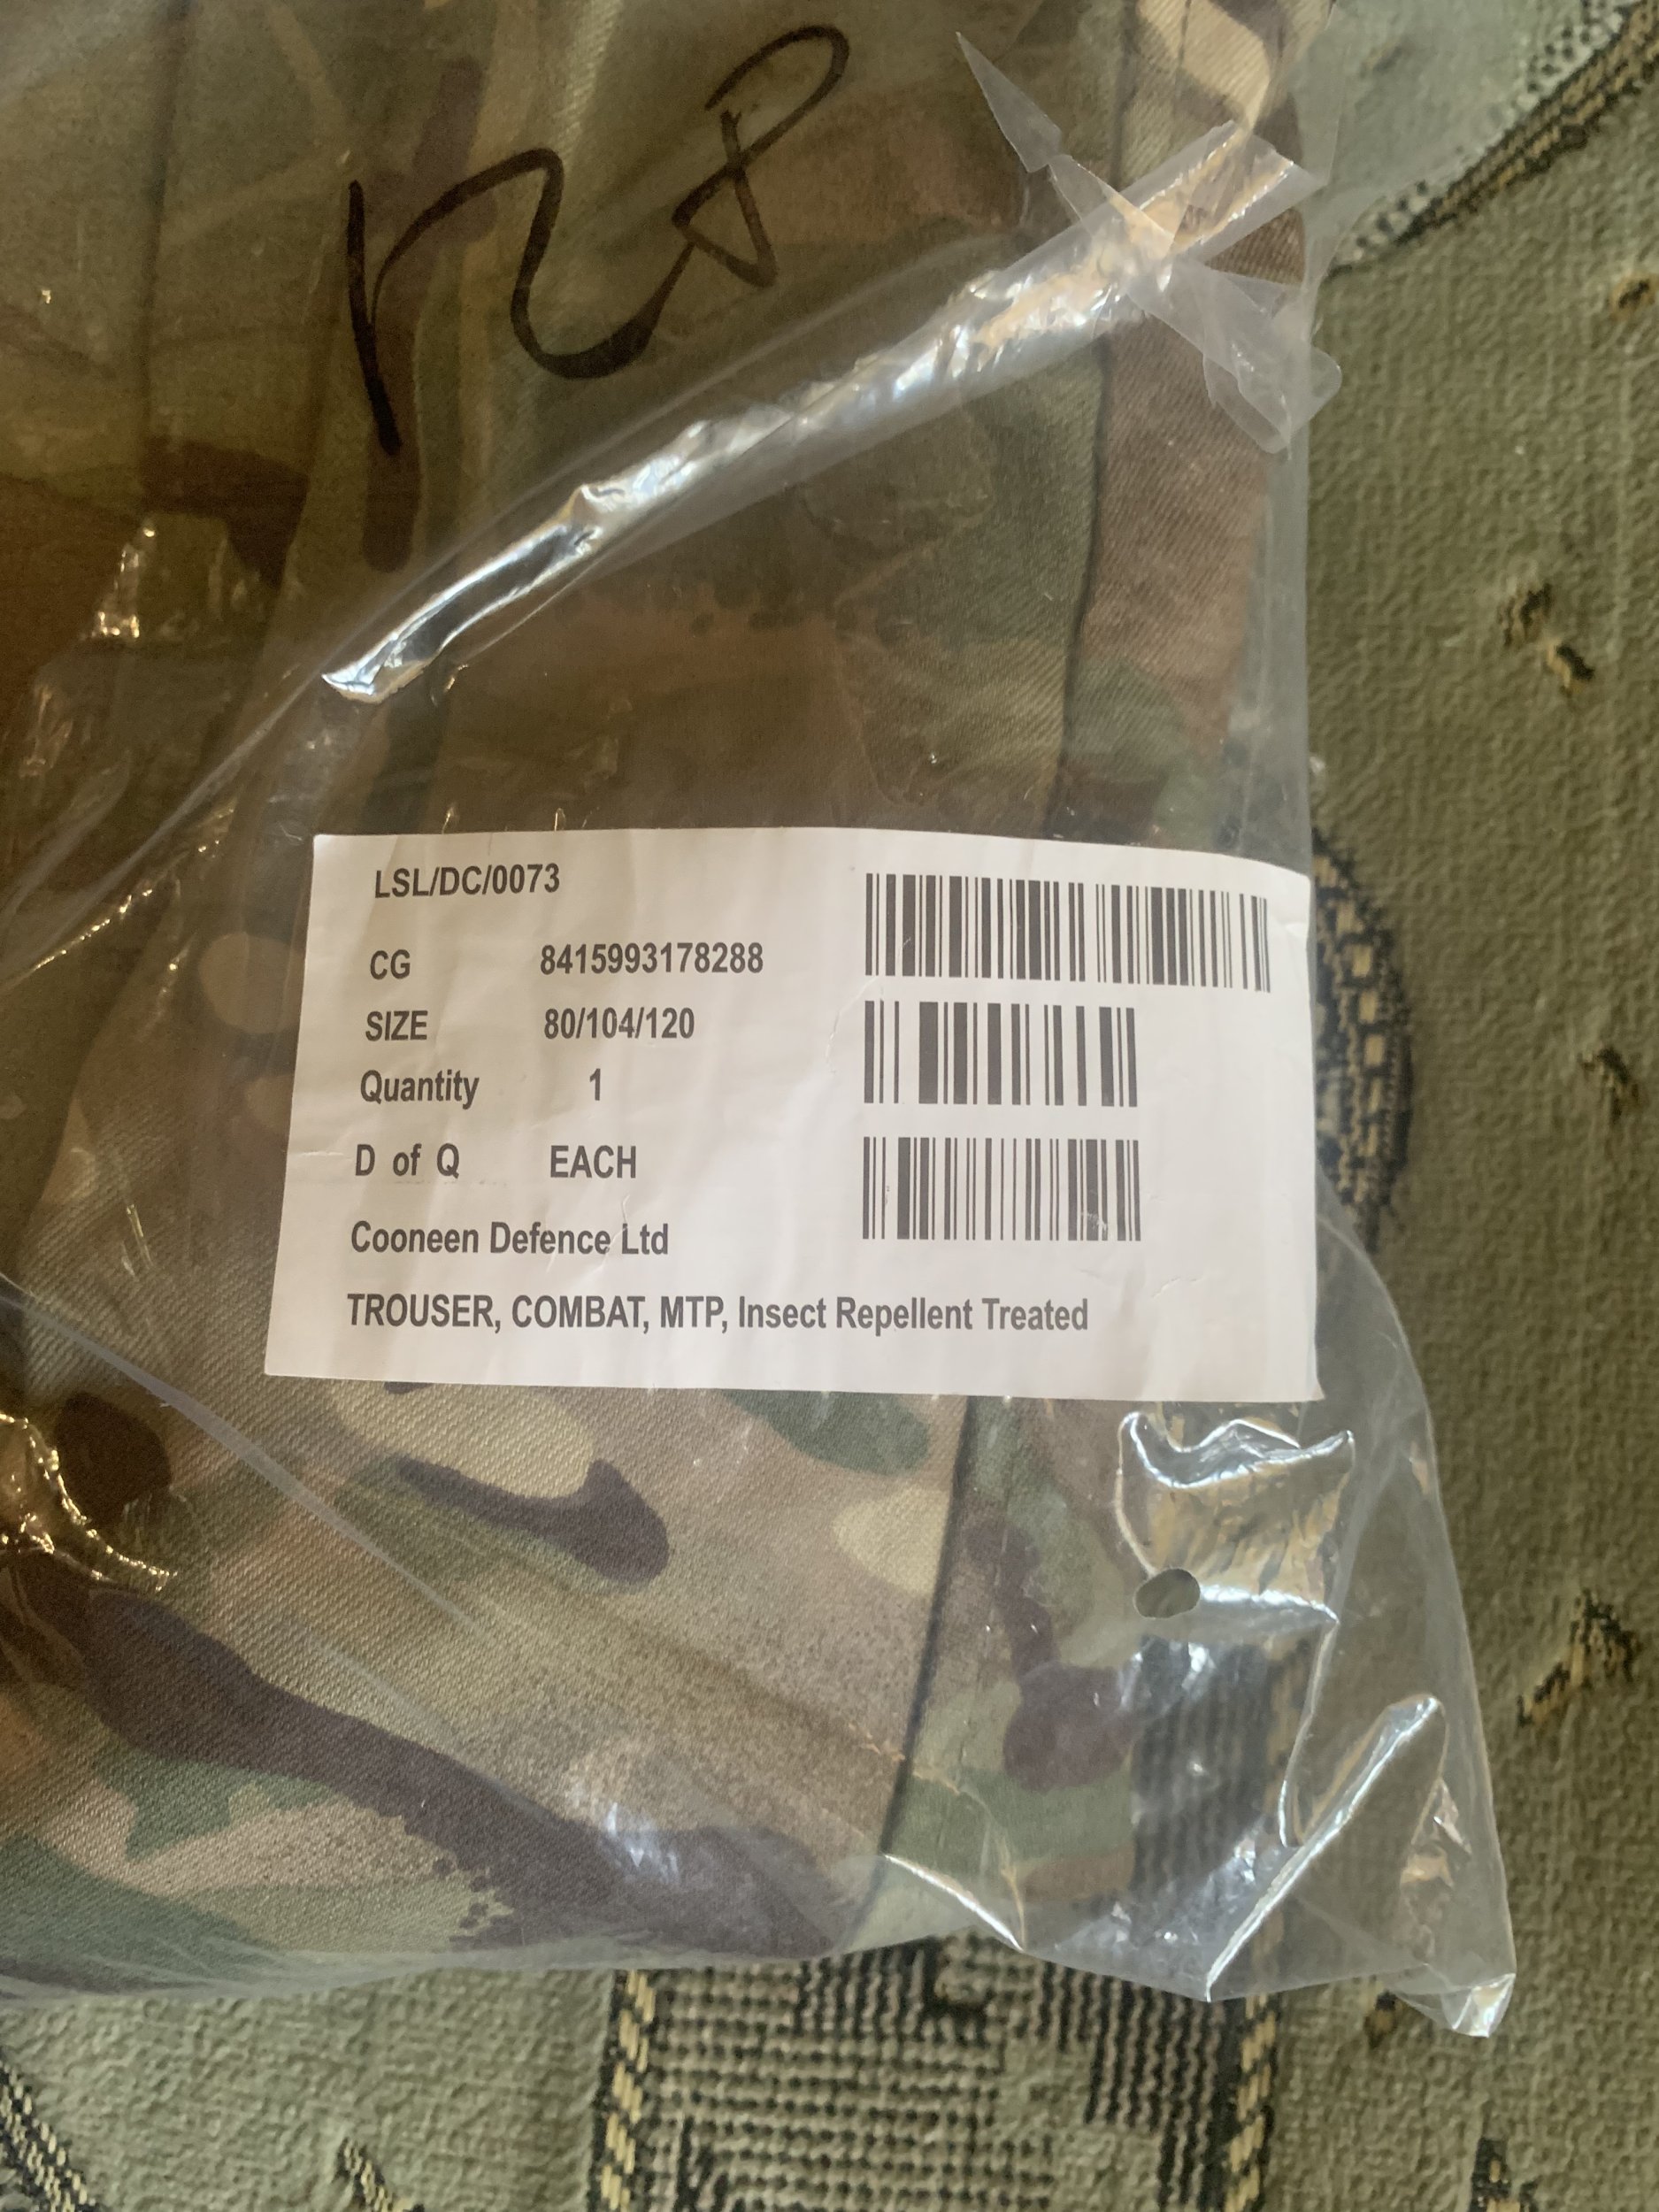 LSL/DC/0073
CG 8415993178288
SIZE 80/104/120
Quantity 1
D of Q EACH
Cooneen Defence Ltd
TROUSER, COMBAT, MTP, Insect Repellent Treated